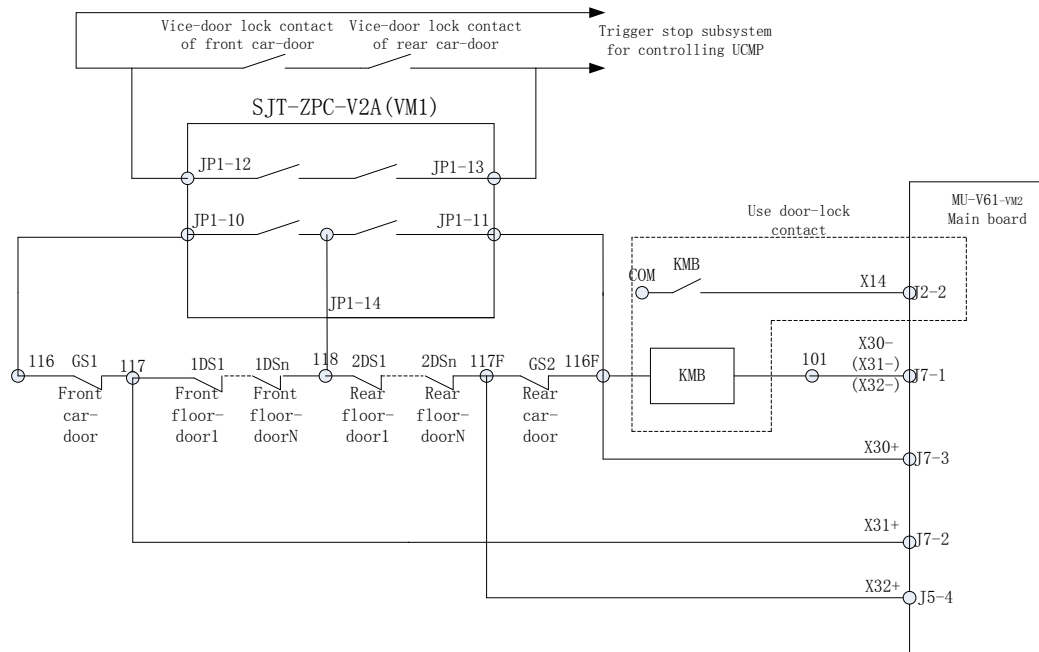 Vice-door lock contact
of front car-door
Vice-door lock contact
of rear car-door
Trigger stop subsystem
for controlling UCMP
SJT-ZPC-V2A(VM1)
JP1-12
JP1-13
JP1-10
JP1-11
JP1-14
Use door-lock
contact
MU-V61-VM2
Main board
COM
KMB
X14
J2-2
116
GS1
117
1DS1
1DSn
118
2DS1
2DSn
117F
GS2
116F
KMB
101
X30-
(X31-)
(X32-)
J7-1
Front
car-
door
Front
floor-
door1
Front
floor-
doorN
Rear
floor-
door1
Rear
floor-
doorN
Rear
car-
door
X30+
J7-3
X31+
J7-2
X32+
J5-4